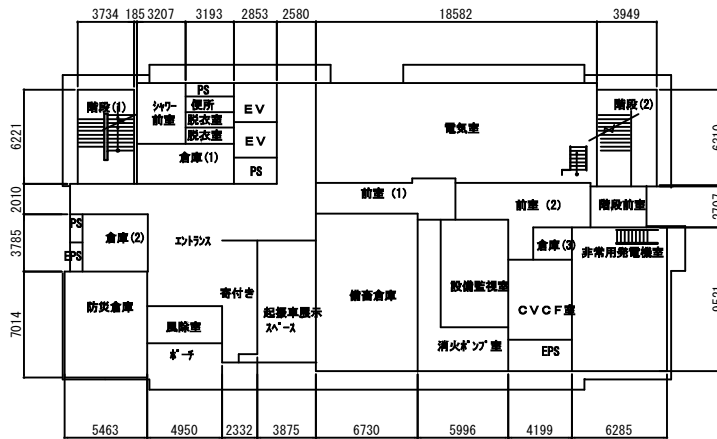 3734 185 3207 3193 2853 2580 18582 3949
階段(1)
ｼｬﾜｰ
前室
PS
便所
脱衣室
脱衣室
EV
EV
PS
倉庫(1)
電気室
階段(2)
6221
2010
3785
7014
前室 (1)
前室 (2)
階段前室
PS
EPS
倉庫(2)
ｴﾝﾄﾗﾝｽ
倉庫(3)
非常用発電機室
防災倉庫
寄付き
起振車展示
ｽﾍﾟｰｽ
備蓄倉庫
設備監視室
CVCF室
風除室
ﾎﾟｰﾁ
消火ﾎﾟﾝﾌﾟ室
EPS
5463 4950 2332 3875 6730 5996 4199 6285